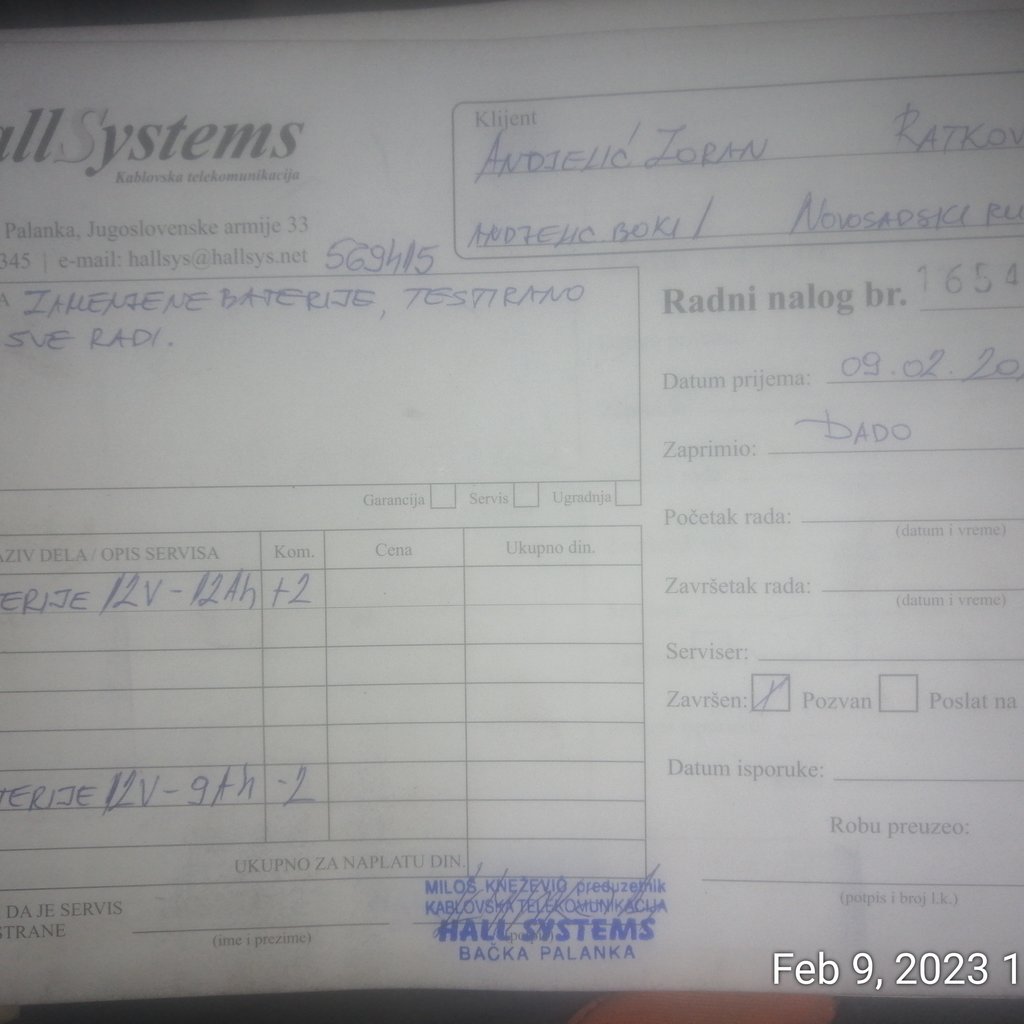 allSystems
Kablovska telekomunikacija
Palanka, Jugoslovenske armije 33
345 | e-mail: hallsys@hallsys.net
569415
Klijent
ANDJELIĆ ZORAN RATKOV
ANDJELIC BOKI / NOVOSADSKI
A ZAMENJENE BATERIJE, TESTIRANO
SVE RADI.
Garancija Servis Ugradnja
Radni nalog br. 1654
Datum prijema: 09.02.20
Zaprimio: DADO
Početak rada:
(datum i vreme)
Završetak rada:
(datum i vreme)
Serviser:
Završen: Pozvan Poslat na
Datum isporuke:
Robu preuzeo:
(potpis i broj l.k.)
AZIV DELA / OPIS SERVISA Kom. Cena Ukupno din.
ERIJE 12V - 12Ah +2
TERIJE 12V - 9Ah -2
UKUPNO ZA NAPLATU DIN.
DA JE SERVIS
STRANE
(ime i prezime)
MILOŠ KNEŽEVIĆ preduzetnik
KABLOVSKA TELEKOMUNIKACIJA
HALL SYSTEMS
BAČKA PALANKA
Feb 9, 2023 1